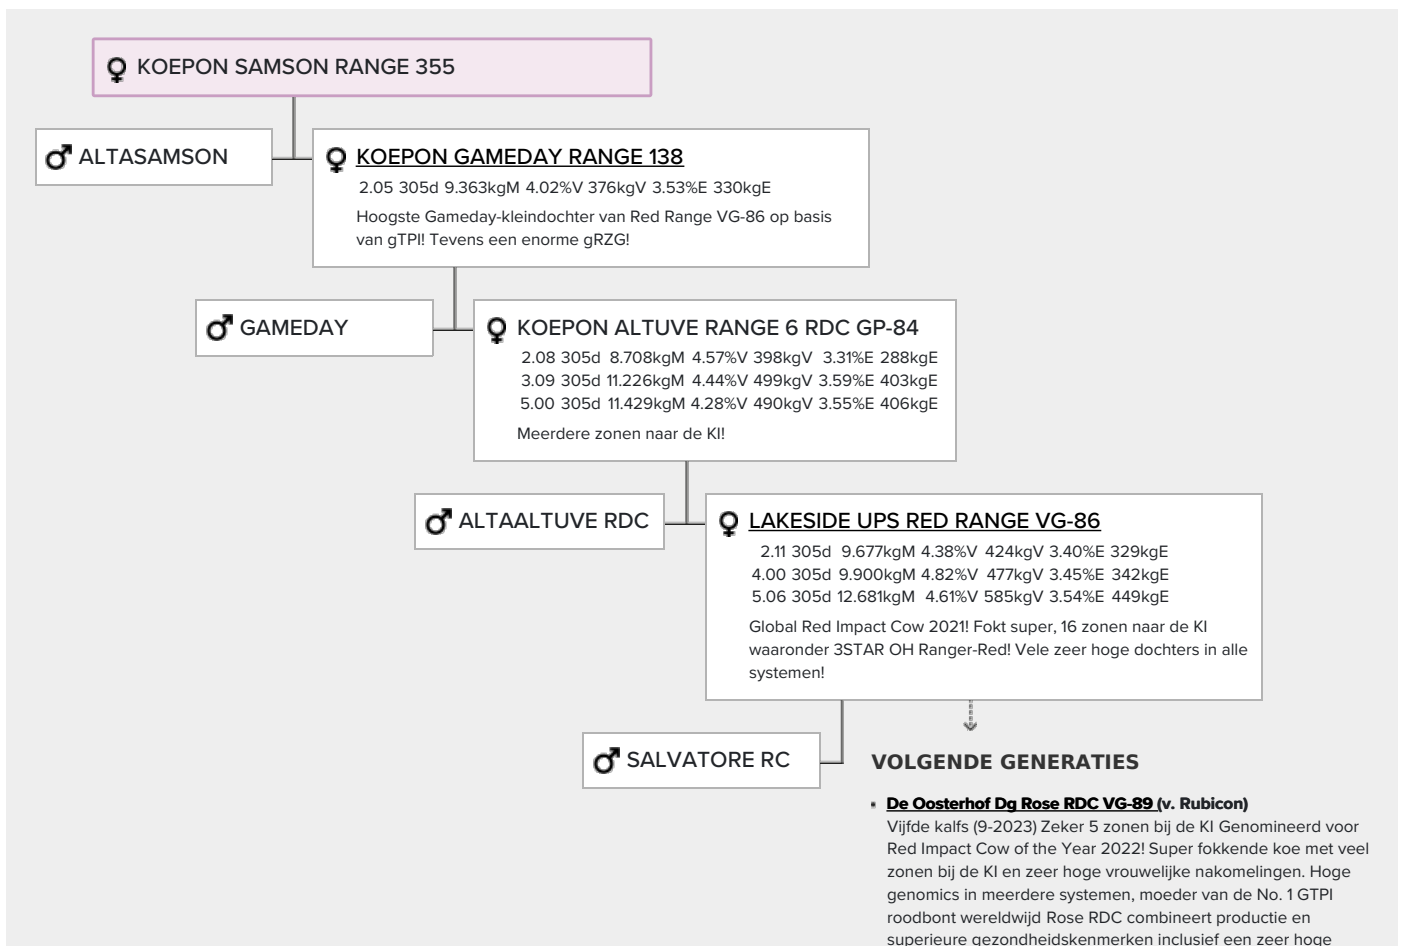 KOEPON SAMSON RANGE 355
ALTASAMSON
KOEPON GAMEDAY RANGE 138
2.05 305d 9.363kgM 4.02%V 376kgV 3.53%E 330kgE
Hoogste Gameday-kleindochter van Red Range VG-86 op basis
van gTPI! Tevens een enorme gRZG!
GAMEDAY
KOEPON ALTUVE RANGE 6 RDC GP-84
2.08 305d 8.708kgM 4.57%V 398kgV 3.31%E 288kgE
3.09 305d 11.226kgM 4.44%V 499kgV 3.59%E 403kgE
5.00 305d 11.429kgM 4.28%V 490kgV 3.55%E 406kgE
Meerdere zonen naar de KI!
ALTAALTUVE RDC
LAKESIDE UPS RED RANGE VG-86
2.11 305d 9.677kgM 4.38%V 424kgV 3.40%E 329kgE
4.00 305d 9.900kgM 4.82%V 477kgV 3.45%E 342kgE
5.06 305d 12.681kgM 4.61%V 585kgV 3.54%E 449kgE
Global Red Impact Cow 2021! Fokt super, 16 zonen naar de KI
waaronder 3STAR OH Ranger-Red! Vele zeer hoge dochters in alle
systemen!
SALVATORE RC
VOLGENDE GENERATIES
De Oosterhof Dg Rose RDC VG-89 (v. Rubicon)
Vijfde kalfs (9-2023) Zeker 5 zonen bij de KI Genomineerd voor
Red Impact Cow of the Year 2022! Super fokkende koe met veel
zonen bij de KI en zeer hoge vrouwelijke nakomelingen. Hoge
genomics in meerdere systemen, moeder van de No. 1 GTPI
roodbont wereldwijd Rose RDC combineert productie en
superieure gezondheidskenmerken inclusief een zeer hoge